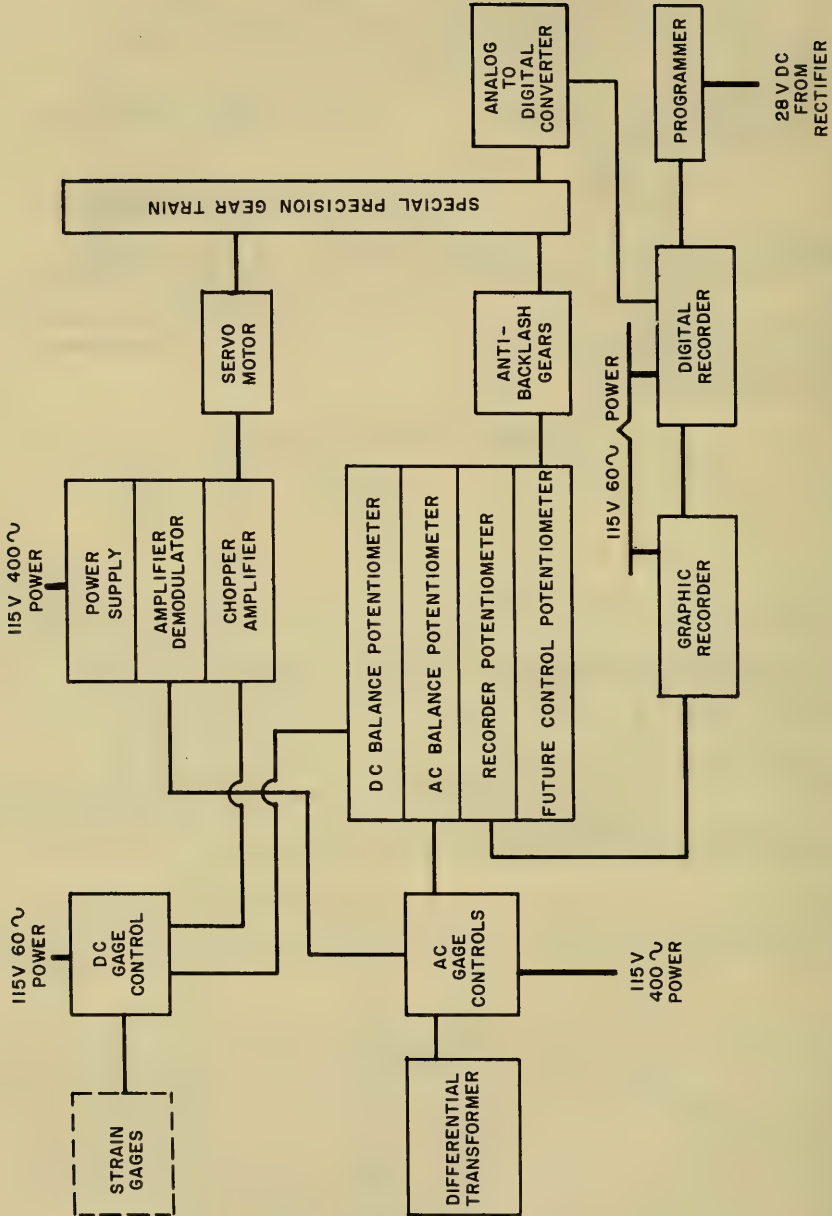 115V 60~
POWER
115V 400~
POWER
STRAIN
GAGES
DC
GAGE
CONTROL
POWER
SUPPLY
AMPLIFIER
DEMODULATOR
CHOPPER
AMPLIFIER
SERVO
MOTOR
SPECIAL PRECISION GEAR TRAIN
DIFFERENTIAL
TRANSFORMER
AC
GAGE
CONTROLS
115V
400~
POWER
DC BALANCE POTENTIOMETER
AC BALANCE POTENTIOMETER
RECORDER POTENTIOMETER
FUTURE CONTROL POTENTIOMETER
ANTI-
BACKLASH
GEARS
ANALOG
TO
DIGITAL
CONVERTER
115V 60~ POWER
GRAPHIC
RECORDER
DIGITAL
RECORDER
PROGRAMMER
28V DC
FROM
RECTIFIER